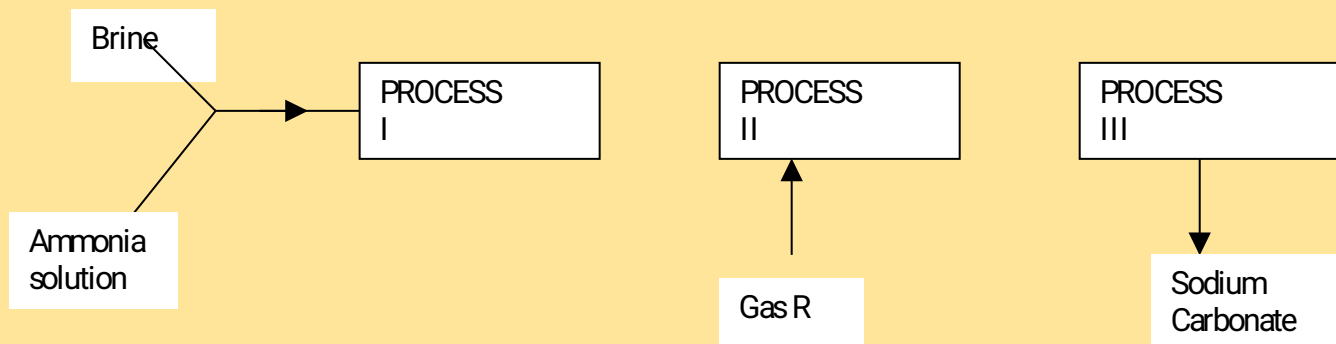 Brine
PROCESS
I
PROCESS
II
PROCESS
III
Ammonia
solution
Gas R
Sodium
Carbonate